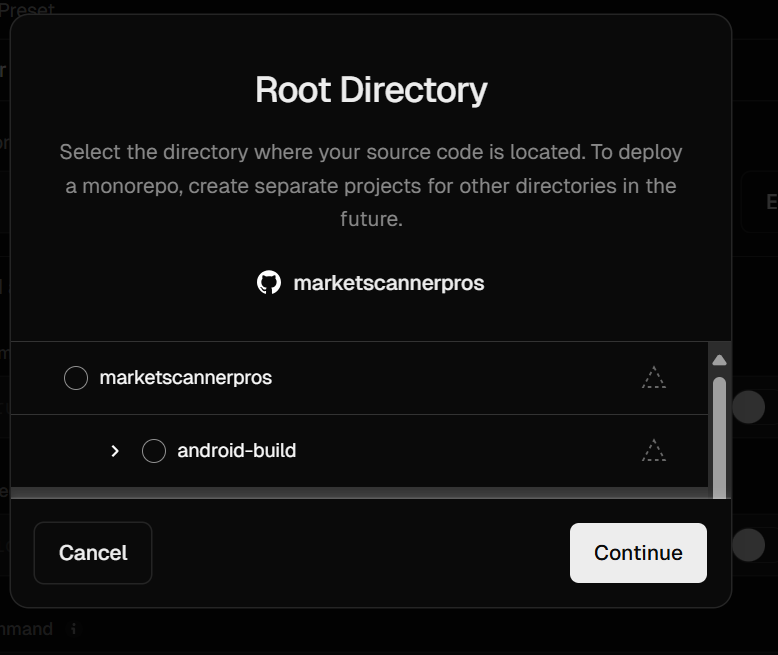 Preset
Root Directory
Select the directory where your source code is located. To deploy
a monorepo, create separate projects for other directories in the
future.
marketscannerpros
marketscannerpros
android-build
Cancel
Continue